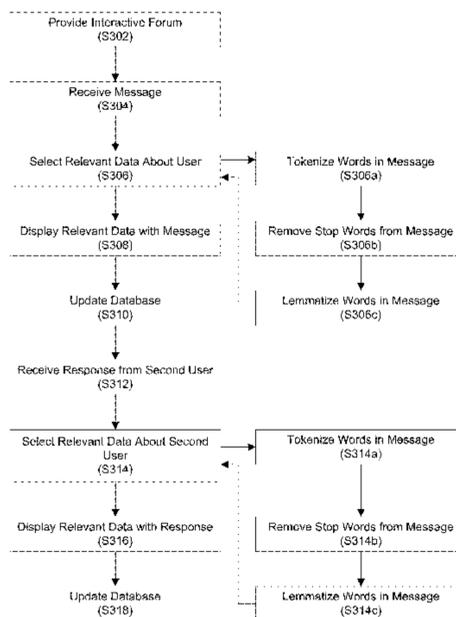 Provide Interactive Forum
(S302)
Receive Message
(S304)
Select Relevant Data About User
(S306)
Tokenize Words in Message
(S306a)
Display Relevant Data with Message
(S308)
Remove Stop Words from Message
(S306b)
Update Database
(S310)
Lemmatize Words in Message
(S306c)
Receive Response from Second User
(S312)
Select Relevant Data About Second
User
(S314)
Tokenize Words in Message
(S314a)
Display Relevant Data with Response
(S316)
Remove Stop Words from Message
(S314b)
Update Database
(S318)
Lemmatize Words in Message
(S314c)